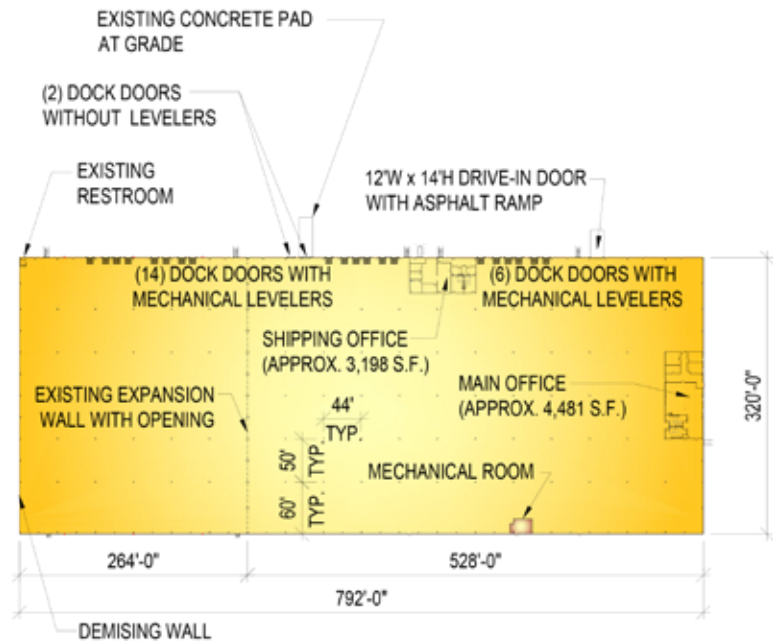 EXISTING CONCRETE PAD
AT GRADE
(2) DOCK DOORS
WITHOUT LEVELERS
EXISTING
RESTROOM
12'W x 14'H DRIVE-IN DOOR
WITH ASPHALT RAMP
(14) DOCK DOORS WITH
MECHANICAL LEVELERS
(6) DOCK DOORS WITH
MECHANICAL LEVELERS
SHIPPING OFFICE
(APPROX. 3,198 S.F.)
MAIN OFFICE
(APPROX. 4,481 S.F.)
320'-0"
EXISTING EXPANSION
WALL WITH OPENING
44'
TYP.
50'
TYP.
60'
TYP.
MECHANICAL ROOM
264'-0"
528'-0"
792'-0"
DEMISING WALL